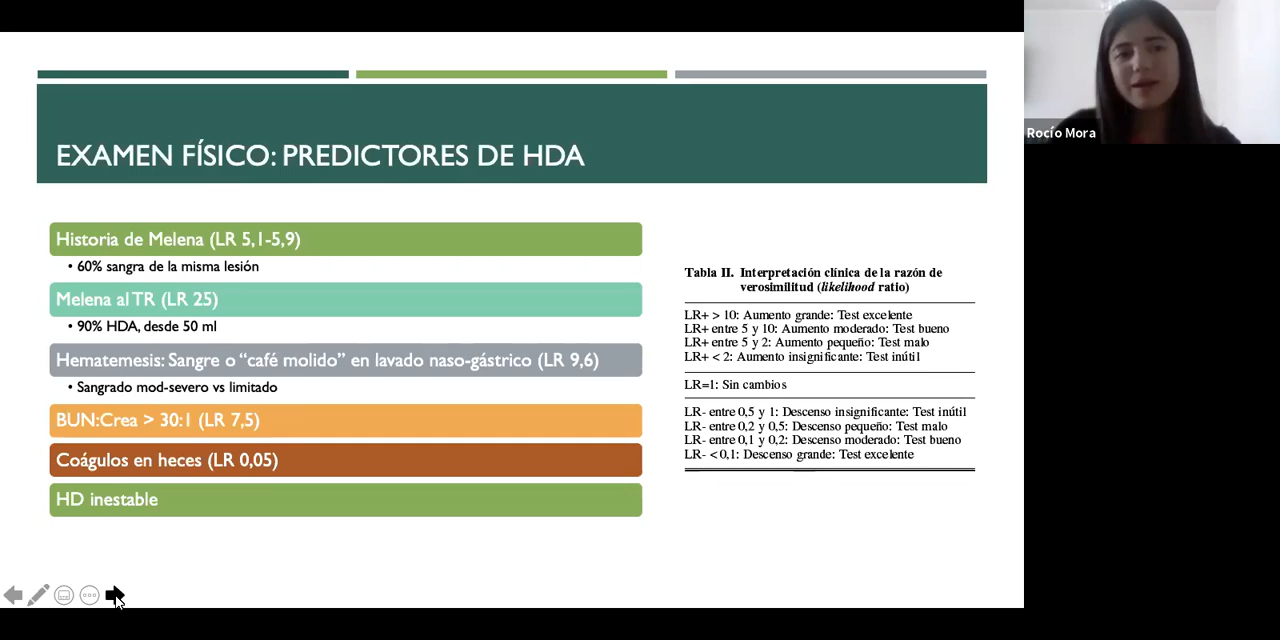 EXAMEN FÍSICO: PREDICTORES DE HDA
Historia de Melena (LR 5,1-5,9)
• 60% sangra de la misma lesión
Melena al TR (LR 25)
• 90% HDA, desde 50 ml
Hematemesis: Sangre o “café molido” en lavado naso-gástrico (LR 9,6)
• Sangrado mod-severo vs limitado
BUN:Crea > 30:1 (LR 7,5)
Coágulos en heces (LR 0,05)
HD inestable
Tabla II. Interpretación clínica de la razón de
verosimilitud (likelihood ratio)
LR+ > 10: Aumento grande: Test excelente
LR+ entre 5 y 10: Aumento moderado: Test bueno
LR+ entre 5 y 2: Aumento pequeño: Test malo
LR+ < 2: Aumento insignificante: Test inútil
LR=1: Sin cambios
LR- entre 0,5 y 1: Descenso insignificante: Test inútil
LR- entre 0,2 y 0,5: Descenso pequeño: Test malo
LR- entre 0,1 y 0,2: Descenso moderado: Test bueno
LR- < 0,1: Descenso grande: Test excelente
Rocío Mora